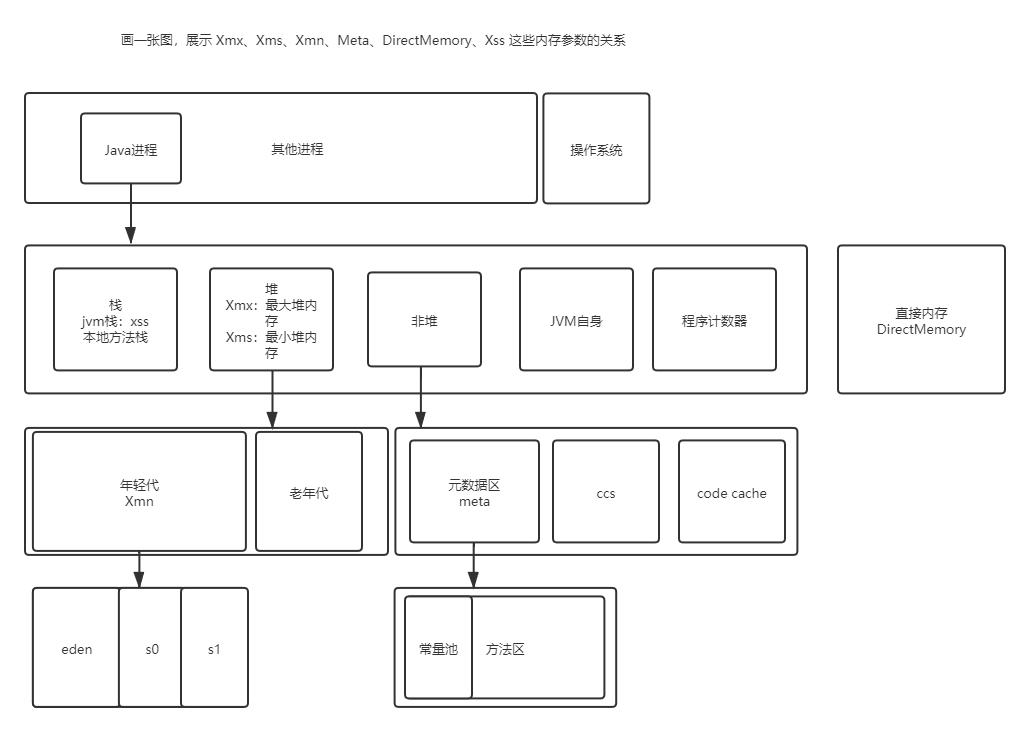 画一张图，展示 Xmx、Xms、Xmn、Meta、DirectMemory、Xss 这些内存参数的关系
Java进程
其他进程
操作系统
栈
jvm栈：xss
本地方法栈
堆
Xmx：最大堆内
存
Xms：最小堆内
存
非堆
JVM自身
程序计数器
直接内存
DirectMemory
年轻代
Xmn
老年代
元数据区
meta
ccs
code cache
eden
s0
s1
常量池
方法区